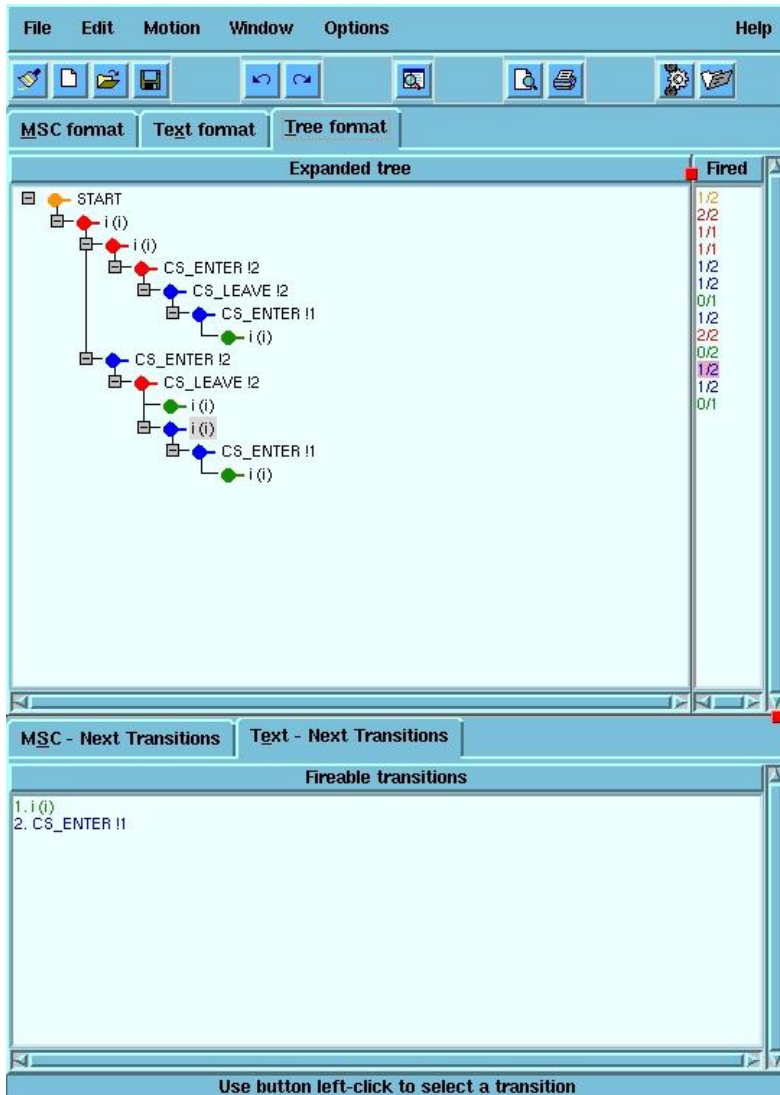 File Edit Motion Window Options Help
MSC format Text format Tree format
Expanded tree Fired
START 1/2
i (i) 2/2
i (i) 1/1
CS_ENTER !2 1/1
CS_LEAVE !2 1/2
CS_ENTER !1 1/2
i (i) 0/1
CS_ENTER !2 1/2
CS_LEAVE !2 2/2
i (i) 0/2
i (i) 1/2
CS_ENTER !1 1/2
i (i) 0/1
MSC - Next Transitions Text - Next Transitions
Fireable transitions
1. i (i)
2. CS_ENTER !1
Use button left-click to select a transition